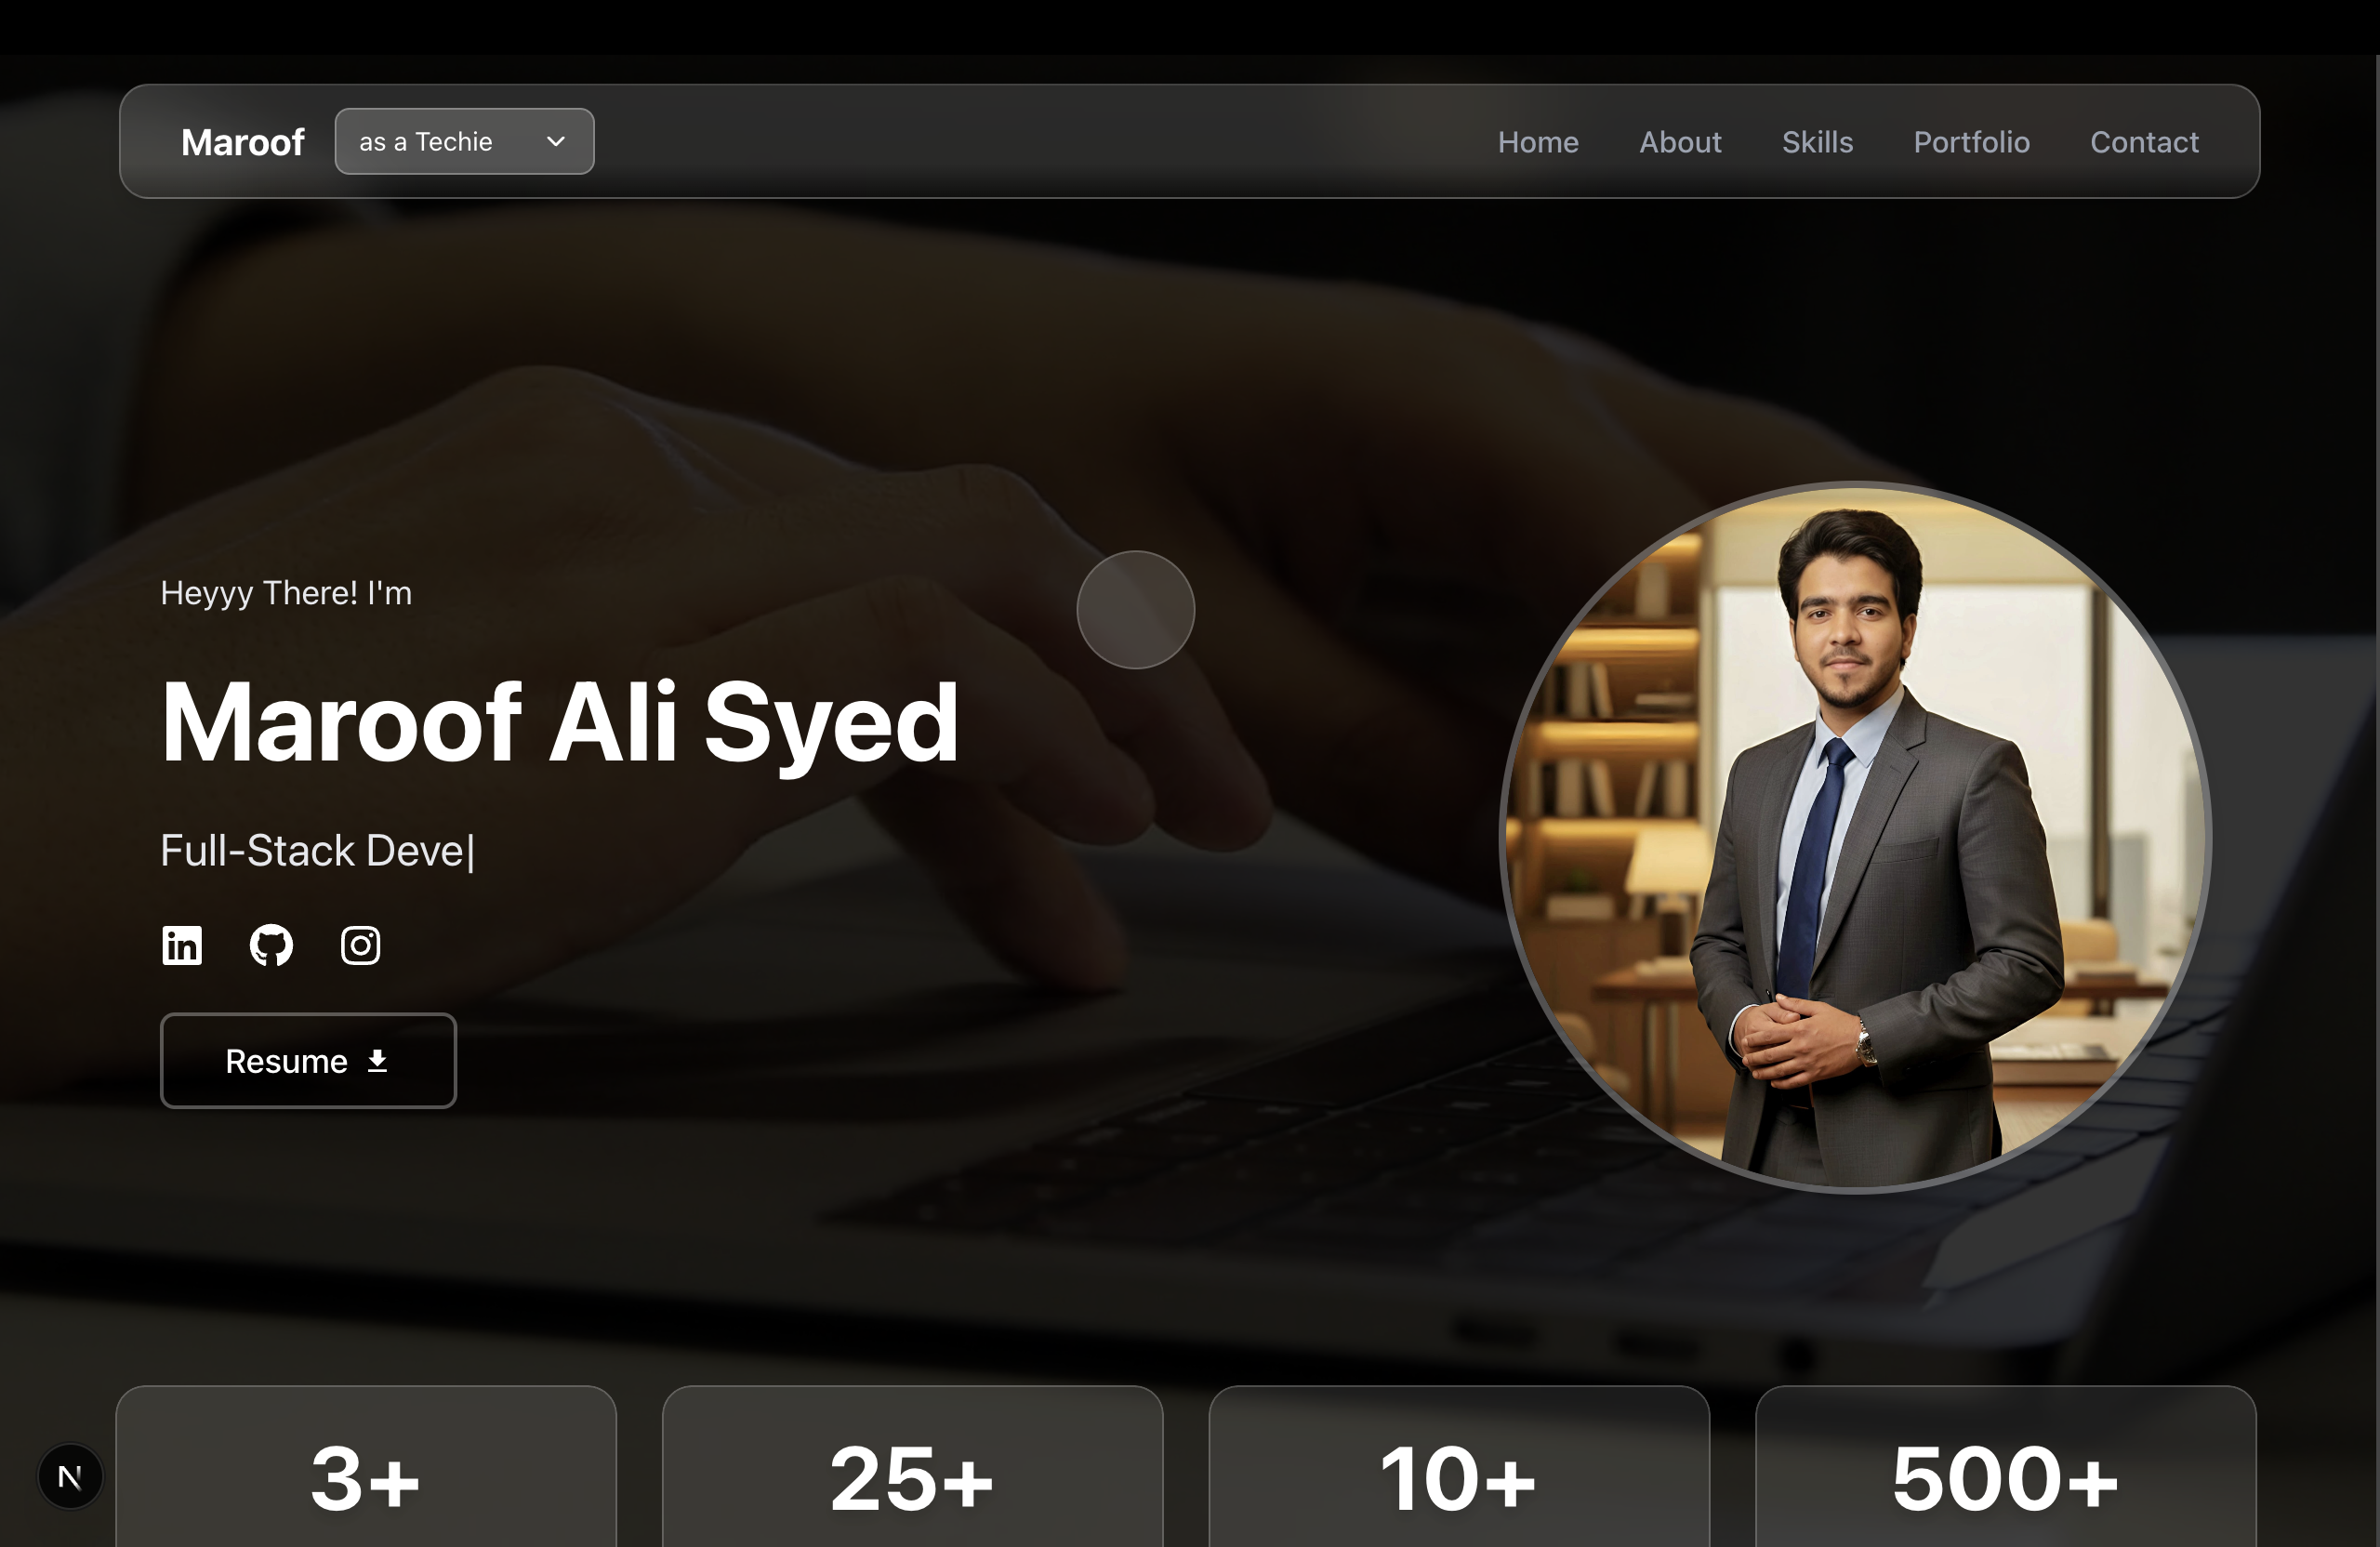 Maroof as a Techie Home About Skills Portfolio Contact
Heyyy There! I'm
Maroof Ali Syed
Full-Stack Deve|
Resume
3+ 25+ 10+ 500+
N